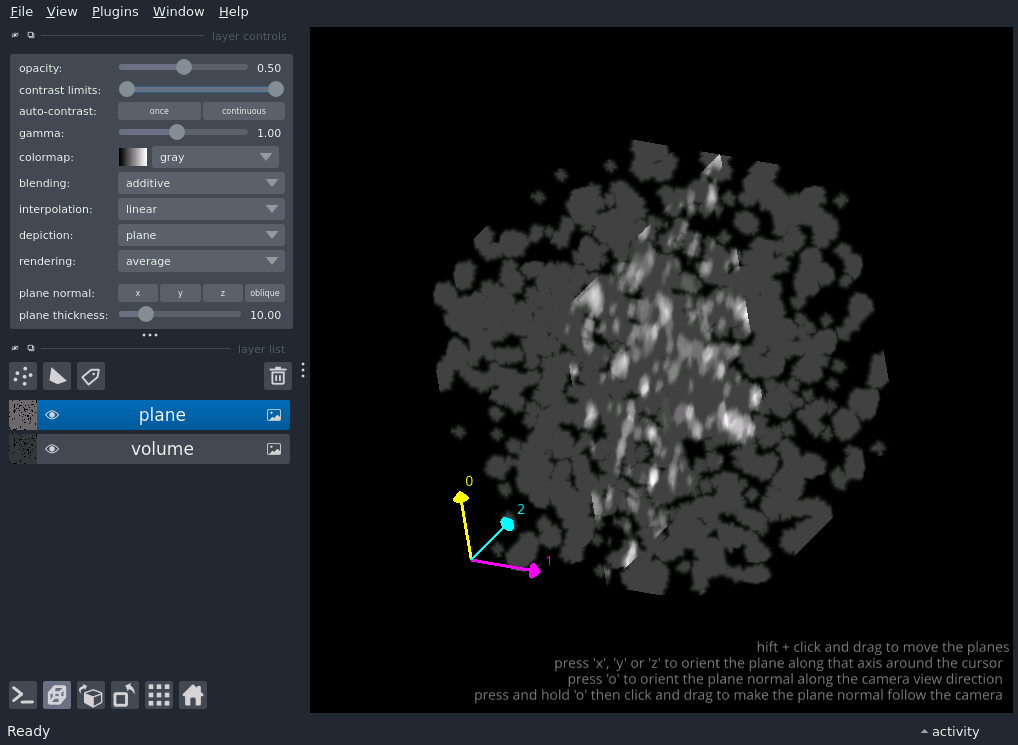 File View Plugins Window Help
layer controls
opacity: 0.50
contrast limits:
auto-contrast: once continuous
gamma: 1.00
colormap: gray
blending: additive
interpolation: linear
depiction: plane
rendering: average
plane normal: x y z oblique
plane thickness: 10.00
layer list
plane
volume
0
2
1
hift + click and drag to move the planes
press 'x', 'y' or 'z' to orient the plane along that axis around the cursor
press 'o' to orient the plane normal along the camera view direction
press and hold 'o' then click and drag to make the plane normal follow the camera
Ready activity